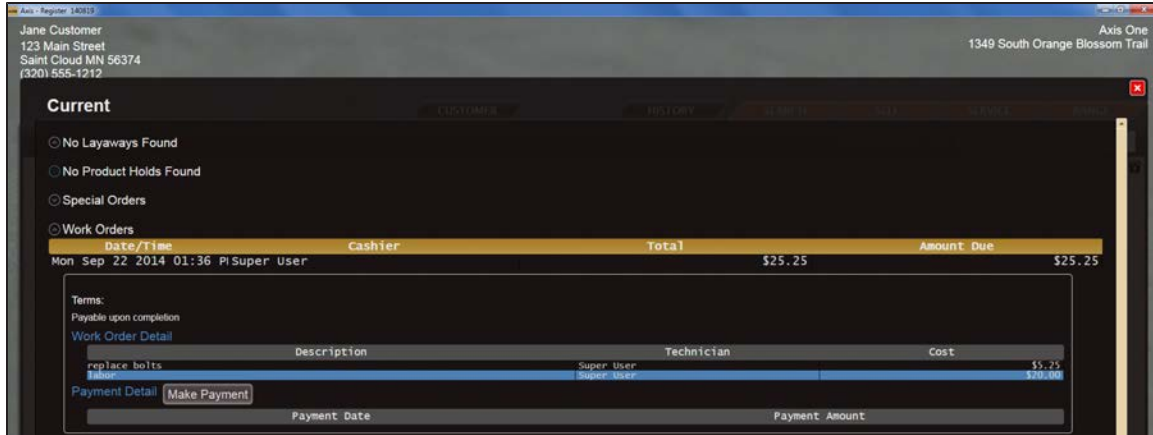 Axis - Register 140819
Jane Customer
123 Main Street
Saint Cloud MN 56374
(320) 555-1212
Axis One
1349 South Orange Blossom Trail
Current
CUSTOMER
HISTORY
SEARCH
SELL
SERVICE
RANGE
No Layaways Found
No Product Holds Found
Special Orders
Work Orders
Date/Time Cashier Total Amount Due
Mon Sep 22 2014 01:36 P Super User $25.25 $25.25
Terms:
Payable upon completion
Work Order Detail
Description Technician Cost
replace bolts Super User $5.25
labor Super User $20.00
Payment Detail Make Payment
Payment Date Payment Amount